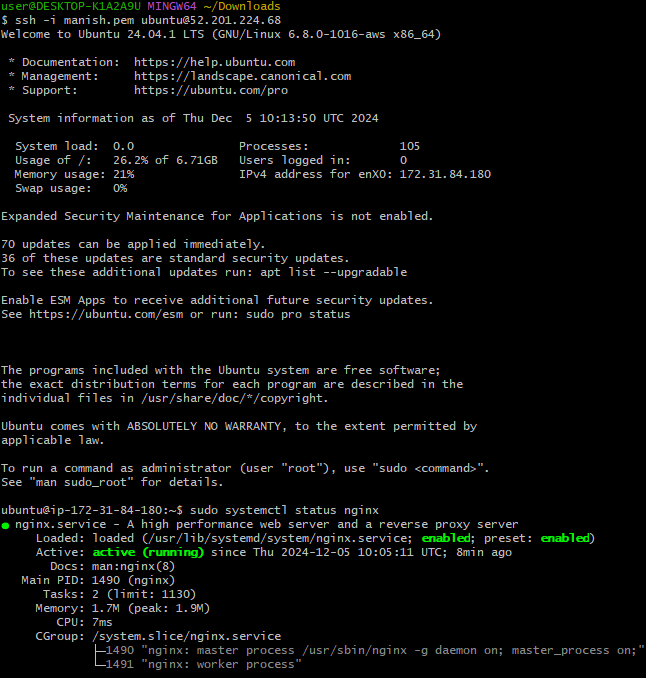 user@DESKTOP-K1A2A9U MINGW64 ~/Downloads
$ ssh -i manish.pem ubuntu@52.201.224.68
Welcome to Ubuntu 24.04.1 LTS (GNU/Linux 6.8.0-1016-aws x86_64)
* Documentation:  https://help.ubuntu.com
* Management:     https://landscape.canonical.com
* Support:        https://ubuntu.com/pro
System information as of Thu Dec  5 10:13:50 UTC 2024
System load:  0.0               Processes:             105
Usage of /:   26.2% of 6.71GB   Users logged in:       0
Memory usage: 21%               IPv4 address for enX0: 172.31.84.180
Swap usage:   0%
Expanded Security Maintenance for Applications is not enabled.
70 updates can be applied immediately.
36 of these updates are standard security updates.
To see these additional updates run: apt list --upgradable
Enable ESM Apps to receive additional future security updates.
See https://ubuntu.com/esm or run: sudo pro status
The programs included with the Ubuntu system are free software;
the exact distribution terms for each program are described in the
individual files in /usr/share/doc/*/copyright.
Ubuntu comes with ABSOLUTELY NO WARRANTY, to the extent permitted by
applicable law.
To run a command as administrator (user "root"), use "sudo <command>".
See "man sudo_root" for details.
ubuntu@ip-172-31-84-180:~$ sudo systemctl status nginx
● nginx.service - A high performance web server and a reverse proxy server
Loaded: loaded (/usr/lib/systemd/system/nginx.service; enabled; preset: enabled)
Active: active (running) since Thu 2024-12-05 10:05:11 UTC; 8min ago
Docs: man:nginx(8)
Main PID: 1490 (nginx)
Tasks: 2 (limit: 1130)
Memory: 1.7M (peak: 1.9M)
CPU: 7ms
CGroup: /system.slice/nginx.service
├─1490 "nginx: master process /usr/sbin/nginx -g daemon on; master_process on;"
└─1491 "nginx: worker process"